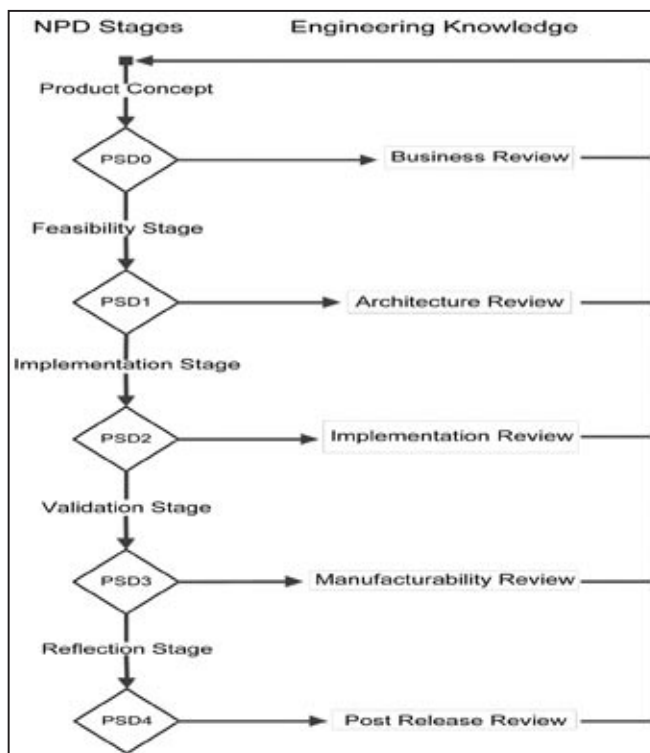 NPD Stages Engineering Knowledge
Product Concept
PSD0 Business Review
Feasibility Stage
PSD1 Architecture Review
Implementation Stage
PSD2 Implementation Review
Validation Stage
PSD3 Manufacturability Review
Reflection Stage
PSD4 Post Release Review